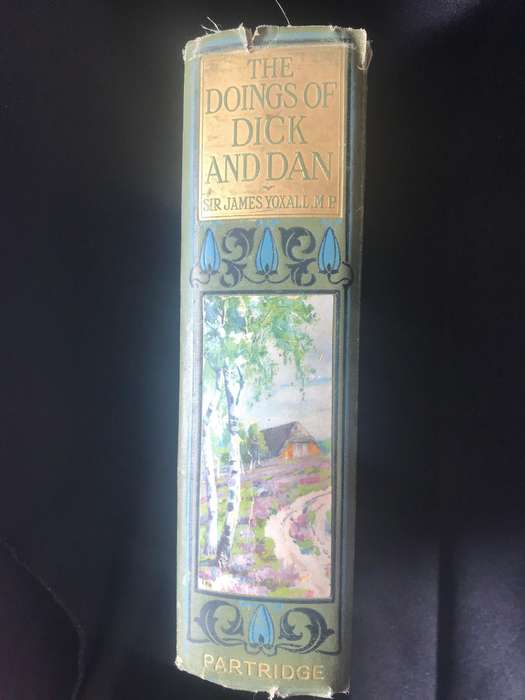 THE
DOINGS OF
DICK
AND DAN
SIR JAMES YOXALL, M.P.
PARTRIDGE